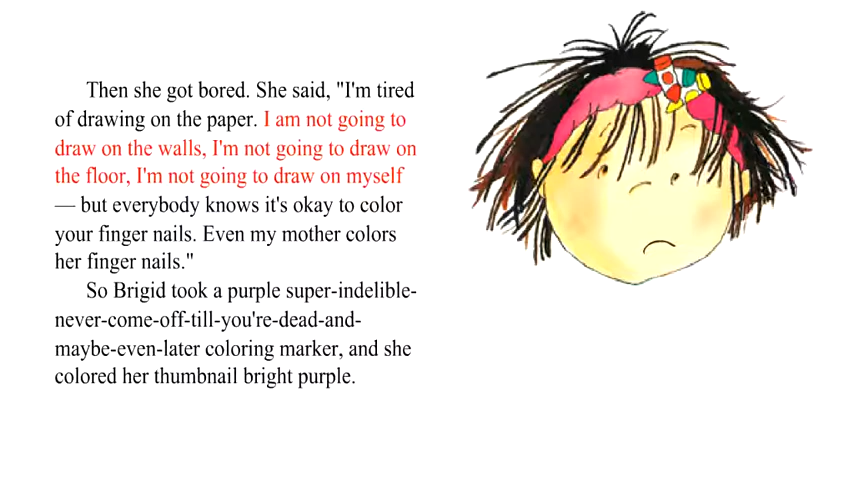 Then she got bored. She said, "I'm tired
of drawing on the paper. I am not going to
draw on the walls, I'm not going to draw on
the floor, I'm not going to draw on myself
— but everybody knows it's okay to color
your finger nails. Even my mother colors
her finger nails."
So Brigid took a purple super-indelible-
never-come-off-till-you're-dead-and-
maybe-even-later coloring marker, and she
colored her thumbnail bright purple.